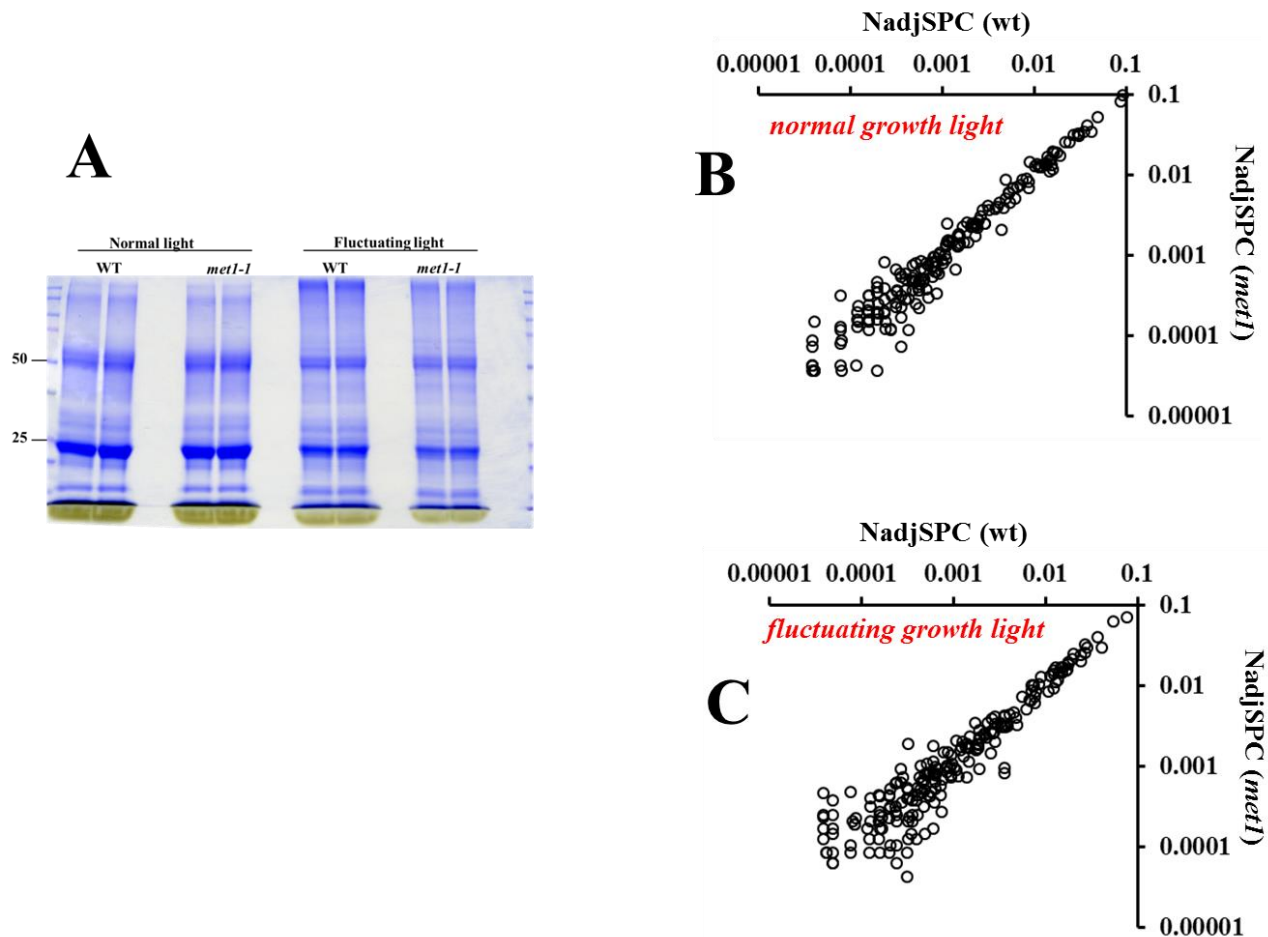 A
Normal light Fluctuating light
WT met1-1 WT met1-1
50
25
NadjSPC (wt)
0.00001 0.0001 0.001 0.01 0.1
normal growth light
B
0.1
0.01
0.001
0.0001
0.00001
NadjSPC (met1)
NadjSPC (wt)
0.00001 0.0001 0.001 0.01 0.1
fluctuating growth light
C
0.1
0.01
0.001
0.0001
0.00001
NadjSPC (met1)